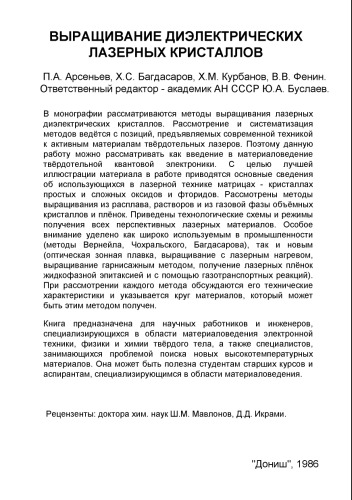 ВЫРАЩИВАНИЕ ДИЭЛЕКТРИЧЕСКИХ
ЛАЗЕРНЫХ КРИСТАЛЛОВ
П.А. Арсеньев, Х.С. Багдасаров, Х.М. Курбанов, В.В. Фенин.
Ответственный редактор - академик АН СССР Ю.А. Буслаев.
В монографии рассматриваются методы выращивания лазерных
диэлектрических кристаллов. Рассмотрение и систематизация
методов ведётся с позиций, предъявляемых современной техникой
к активным материалам твёрдотельных лазеров. Поэтому данную
работу можно рассматривать как введение в материаловедение
твёрдотельной квантовой электроники. С целью лучшей
иллюстрации материала в работе приводятся основные сведения
об использующихся в лазерной технике матрицах - кристаллах
простых и сложных оксидов и фторидов. Рассмотрены методы
выращивания из расплава, растворов и из газовой фазы объёмных
кристаллов и плёнок. Приведены технологические схемы и режимы
получения всех перспективных лазерных материалов. Особое
внимание уделено как широко используемым в промышленности
(методы Вернейла, Чохральского, Багдасарова), так и новым
(оптическая зонная плавка, выращивание с лазерным нагревом,
выращивание гарнисажным методом, получение лазерных плёнок
жидкофазной эпитаксией и с помощью газотранспортных реакций).
При рассмотрении каждого метода обсуждаются его технические
характеристики и указывается круг материалов, который может
быть этим методом получен.
Книга предназначена для научных работников и инженеров,
специализирующихся в области материаловедения электронной
техники, физики и химии твёрдого тела, а также специалистов,
занимающихся проблемой поиска новых высокотемпературных
материалов. Она может быть полезна студентам старших курсов и
аспирантам, специализирующимся в области материаловедения.
Рецензенты: доктора хим. наук Ш.М. Мавлонов, Д.Д. Икрами.
"Дониш", 1986